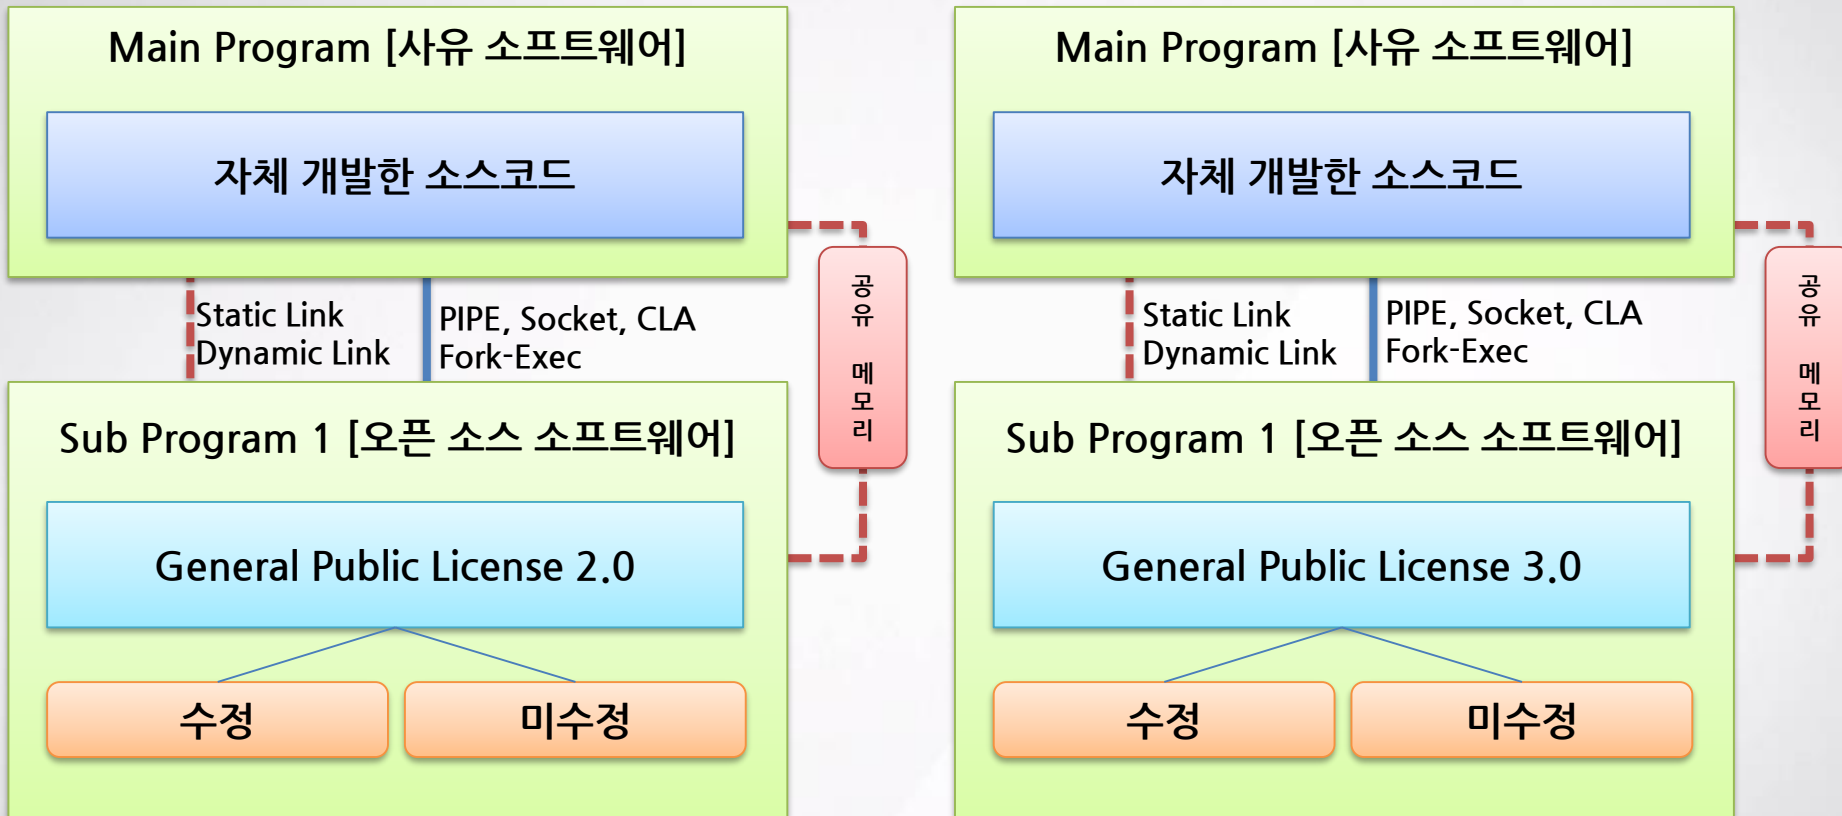 Main Program [사유 소프트웨어]
자체 개발한 소스코드
Static Link
Dynamic Link
PIPE, Socket, CLA
Fork-Exec
공유 메모리
Sub Program 1 [오픈 소스 소프트웨어]
General Public License 2.0
수정
미수정
Main Program [사유 소프트웨어]
자체 개발한 소스코드
Static Link
Dynamic Link
PIPE, Socket, CLA
Fork-Exec
공유 메모리
Sub Program 1 [오픈 소스 소프트웨어]
General Public License 3.0
수정
미수정